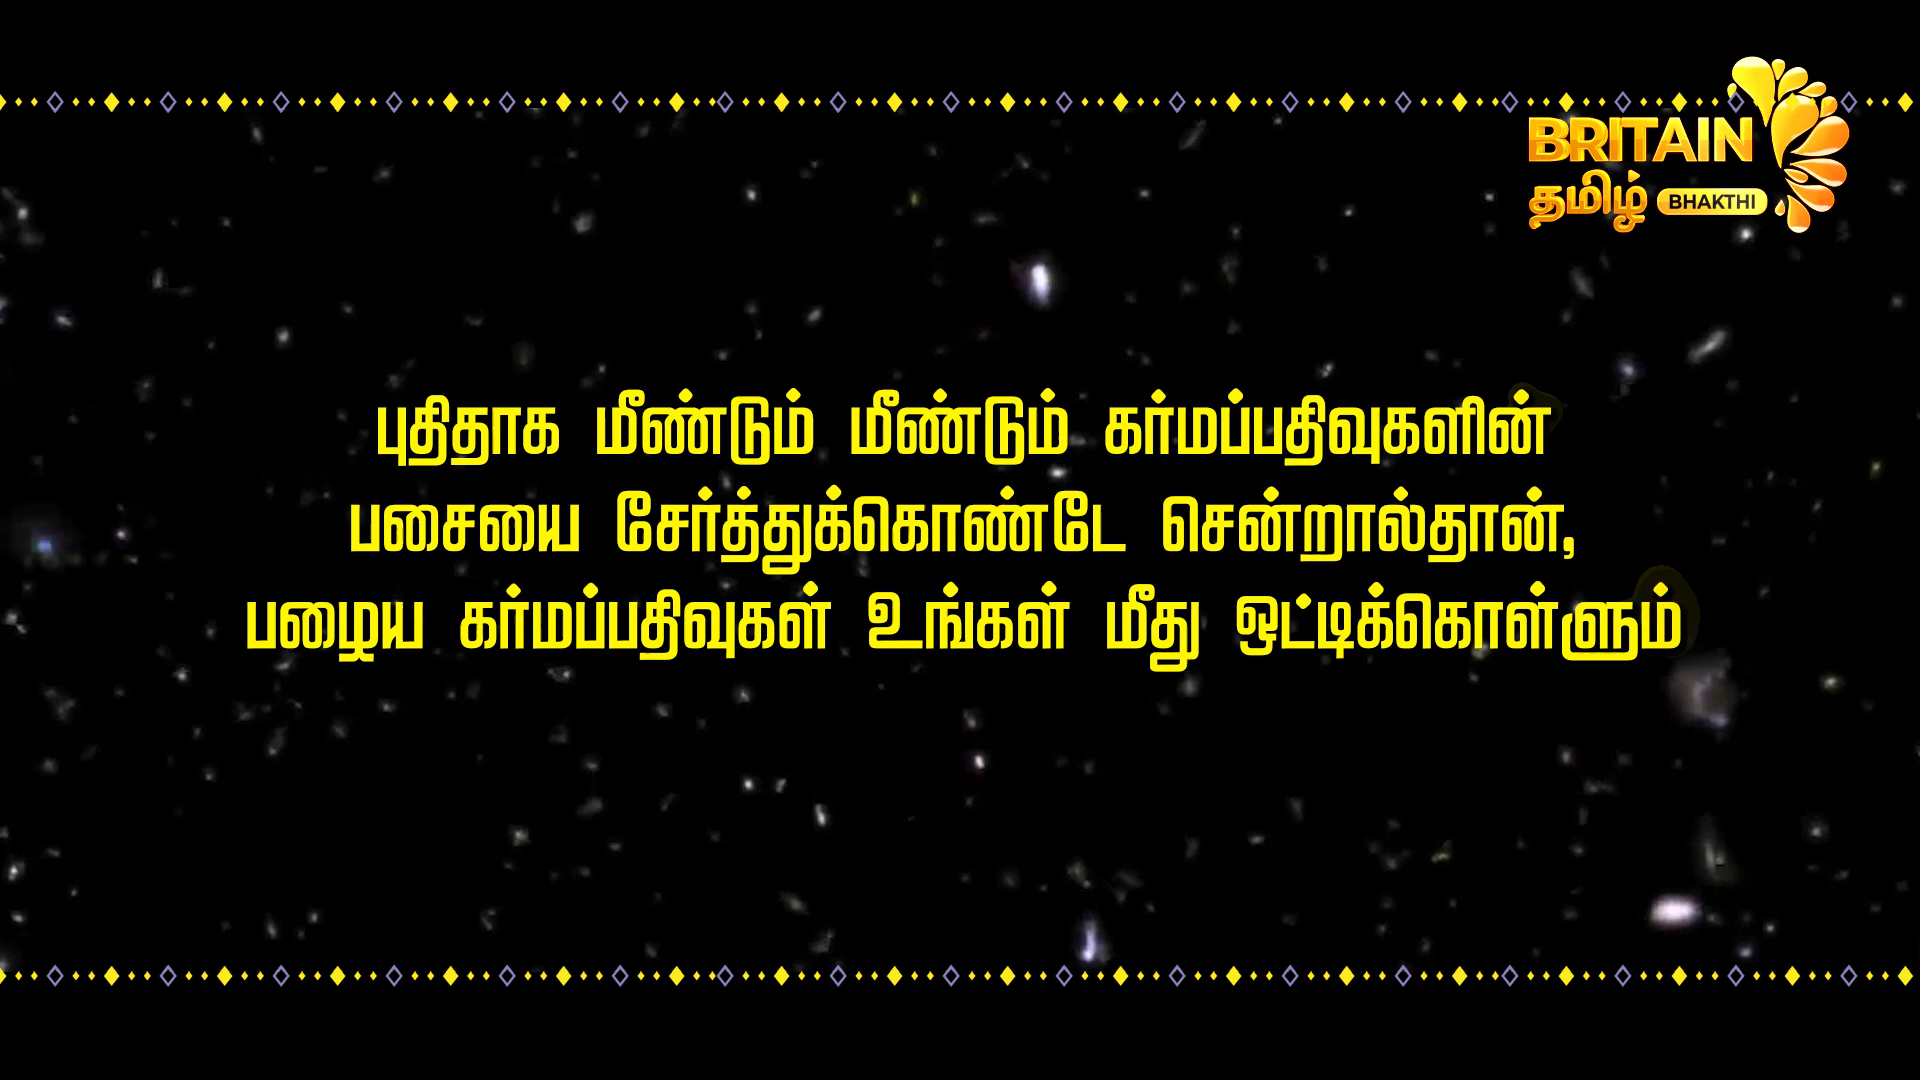 BRITAIN
தமிழ் BHAKTHI
புதிதாக மீண்டும் மீண்டும் கர்மப்பதிவுகளின்
பசையை சேர்த்துக்கொண்டே சென்றால்தான்,
பழைய கர்மப்பதிவுகள் உங்கள் மீது ஒட்டிக்கொள்ளும்